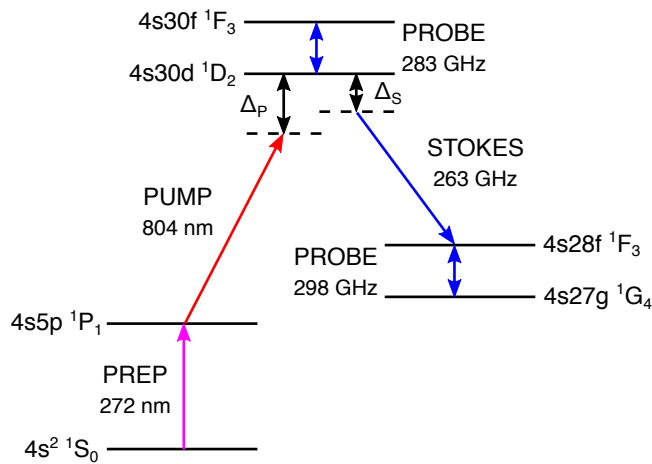 4s30f ¹F₃
PROBE
283 GHz
4s30d ¹D₂
Δ_P
Δ_S
PUMP
804 nm
STOKES
263 GHz
PROBE
298 GHz
4s28f ¹F₃
4s27g ¹G₄
4s5p ¹P₁
PREP
272 nm
4s² ¹S₀